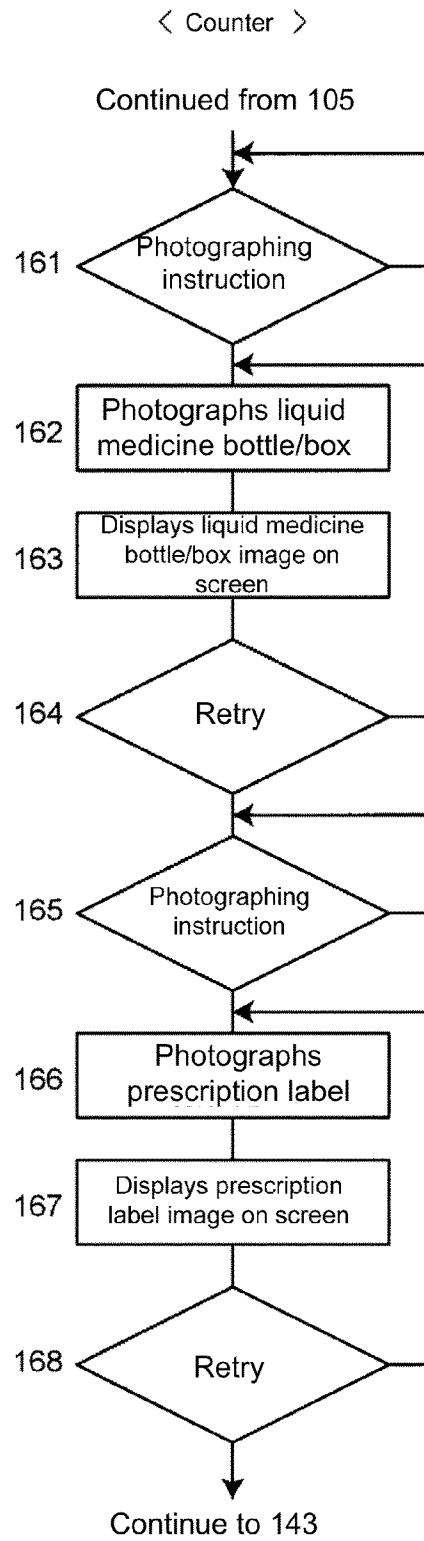 < Counter >
Continued from 105
161
Photographing
instruction
162
Photographs liquid
medicine bottle/box
163
Displays liquid medicine
bottle/box image on
screen
164
Retry
165
Photographing
instruction
166
Photographs
prescription label
167
Displays prescription
label image on screen
168
Retry
Continue to 143